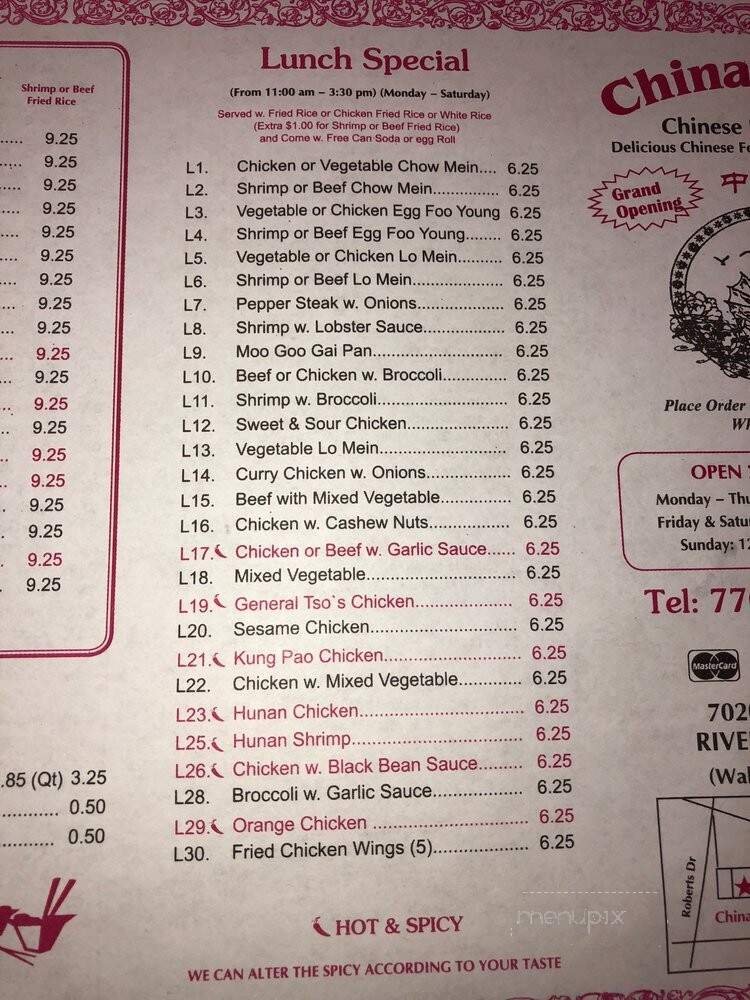 Shrimp or Beef
Fried Rice
..... 9.25
..... 9.25
..... 9.25
..... 9.25
..... 9.25
..... 9.25
..... 9.25
..... 9.25
..... 9.25
.... 9.25
... 9.25
... 9.25
.. 9.25
.. 9.25
.. 9.25
. 9.25
. 9.25
. 9.25
. 9.25
.85 (Qt) 3.25
............ 0.50
............ 0.50
Lunch Special
(From 11:00 am – 3:30 pm) (Monday – Saturday)
Served w. Fried Rice or Chicken Fried Rice or White Rice
(Extra $1.00 for Shrimp or Beef Fried Rice)
and Come w. Free Can Soda or egg Roll
L1. Chicken or Vegetable Chow Mein.... 6.25
L2. Shrimp or Beef Chow Mein.............. 6.25
L3. Vegetable or Chicken Egg Foo Young 6.25
L4. Shrimp or Beef Egg Foo Young........ 6.25
L5. Vegetable or Chicken Lo Mein.......... 6.25
L6. Shrimp or Beef Lo Mein.................... 6.25
L7. Pepper Steak w. Onions................... 6.25
L8. Shrimp w. Lobster Sauce.................. 6.25
L9. Moo Goo Gai Pan............................ 6.25
L10. Beef or Chicken w. Broccoli.............. 6.25
L11. Shrimp w. Broccoli............................ 6.25
L12. Sweet & Sour Chicken...................... 6.25
L13. Vegetable Lo Mein............................ 6.25
L14. Curry Chicken w. Onions................... 6.25
L15. Beef with Mixed Vegetable................ 6.25
L16. Chicken w. Cashew Nuts................... 6.25
L17. Chicken or Beef w. Garlic Sauce...... 6.25
L18. Mixed Vegetable................................ 6.25
L19. General Tso`s Chicken..................... 6.25
L20. Sesame Chicken................................ 6.25
L21. Kung Pao Chicken............................. 6.25
L22. Chicken w. Mixed Vegetable............. 6.25
L23. Hunan Chicken.................................. 6.25
L25. Hunan Shrimp.................................... 6.25
L26. Chicken w. Black Bean Sauce.......... 6.25
L28. Broccoli w. Garlic Sauce.................... 6.25
L29. Orange Chicken ................................ 6.25
L30. Fried Chicken Wings (5)..................... 6.25
HOT & SPICY
WE CAN ALTER THE SPICY ACCORDING TO YOUR TASTE
China
Chinese
Delicious Chinese
Grand
Opening
中
Place Order
OPEN
Monday – Thu
Friday & Satu
Sunday: 12
Tel: 77
MasterCard
702
RIVE
(Wal
Roberts Dr
China
menupix